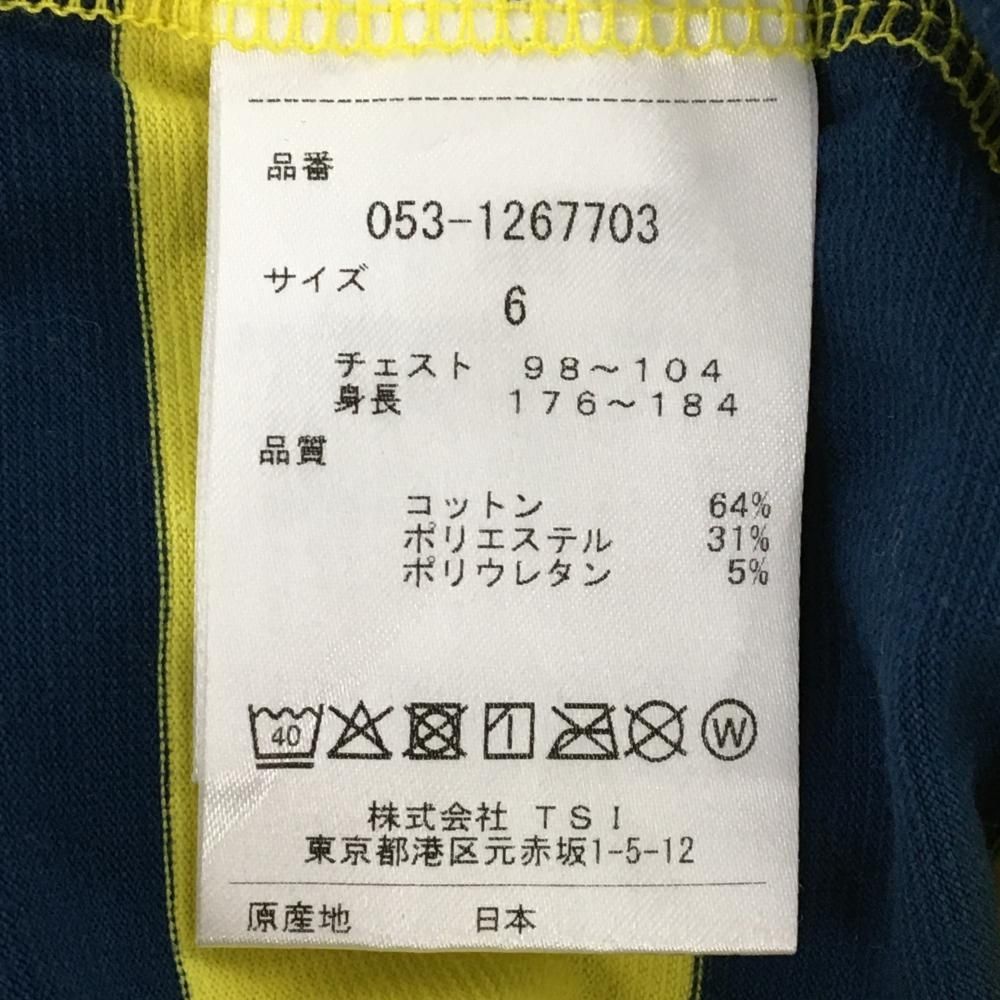 品番
053-1267703
サイズ
6
チェスト 98～104
身長 176～184
品質
コットン 64%
ポリエステル 31%
ポリウレタン 5%
40 W
株式会社 TSI
東京都港区元赤坂1-5-12
原産地 日本